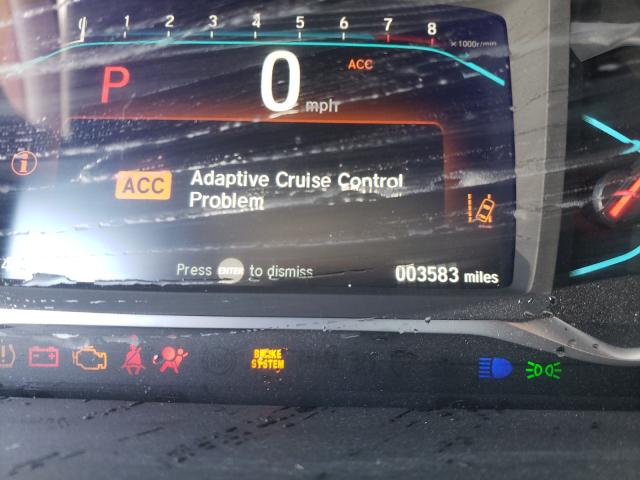 0 1 2 3 4 5 6 7 8
×1000r/min
P 0 mph ACC
ACC Adaptive Cruise Control
Problem
Press ENTER to dismiss
003583 miles
BRAKE
SYSTEM